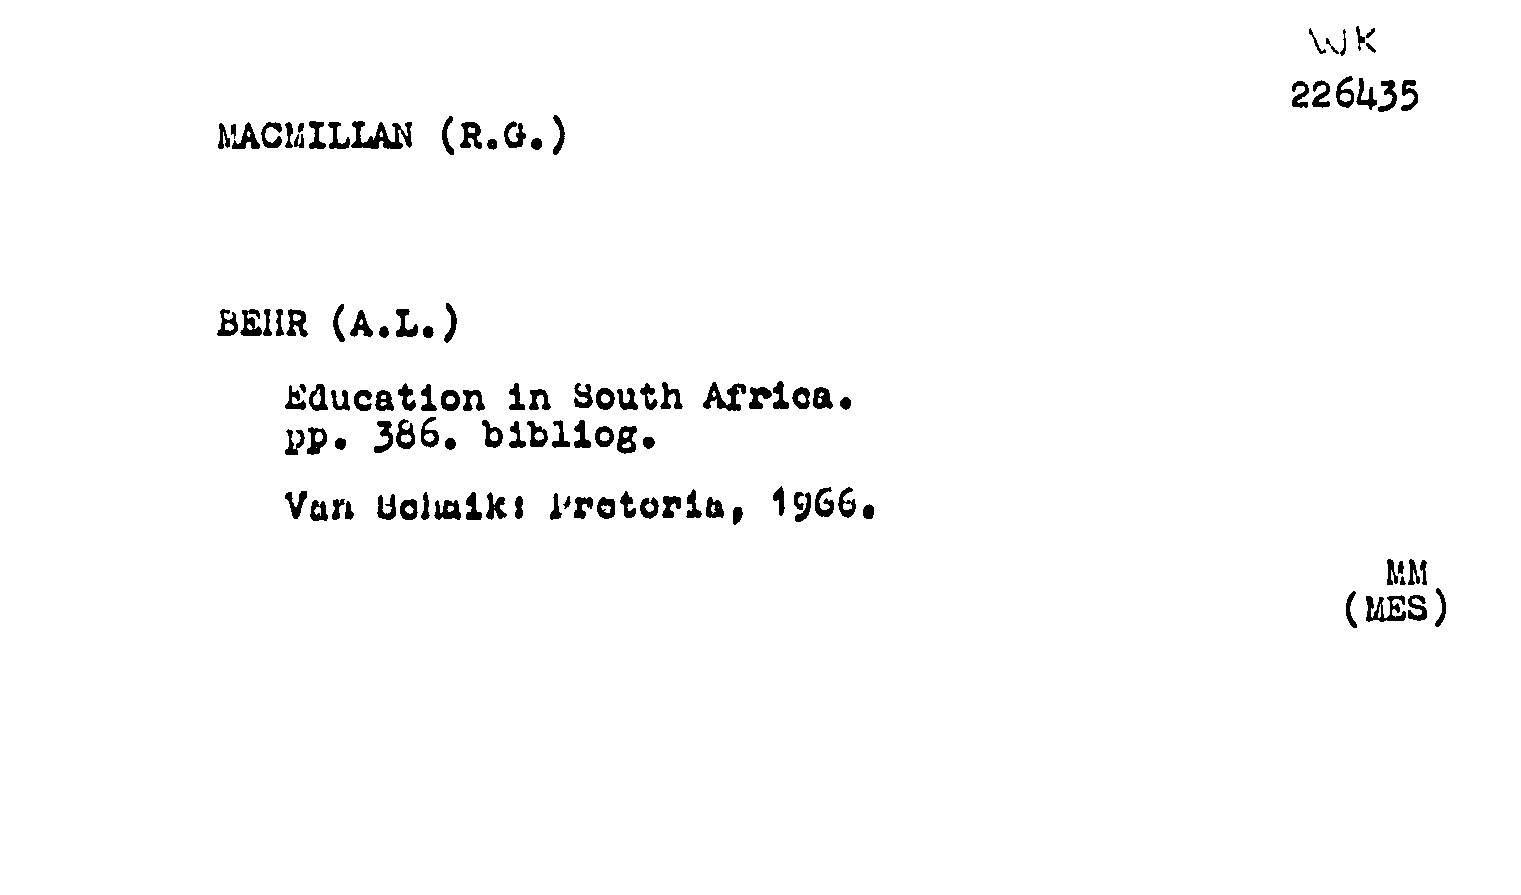 WK
226435
MACMILLAN (R.G.)
BEHR (A.L.)
Education in South Africa.
pp. 386. bibliog.
Van Schaik: Pretoria, 1966.
MM
(MES)